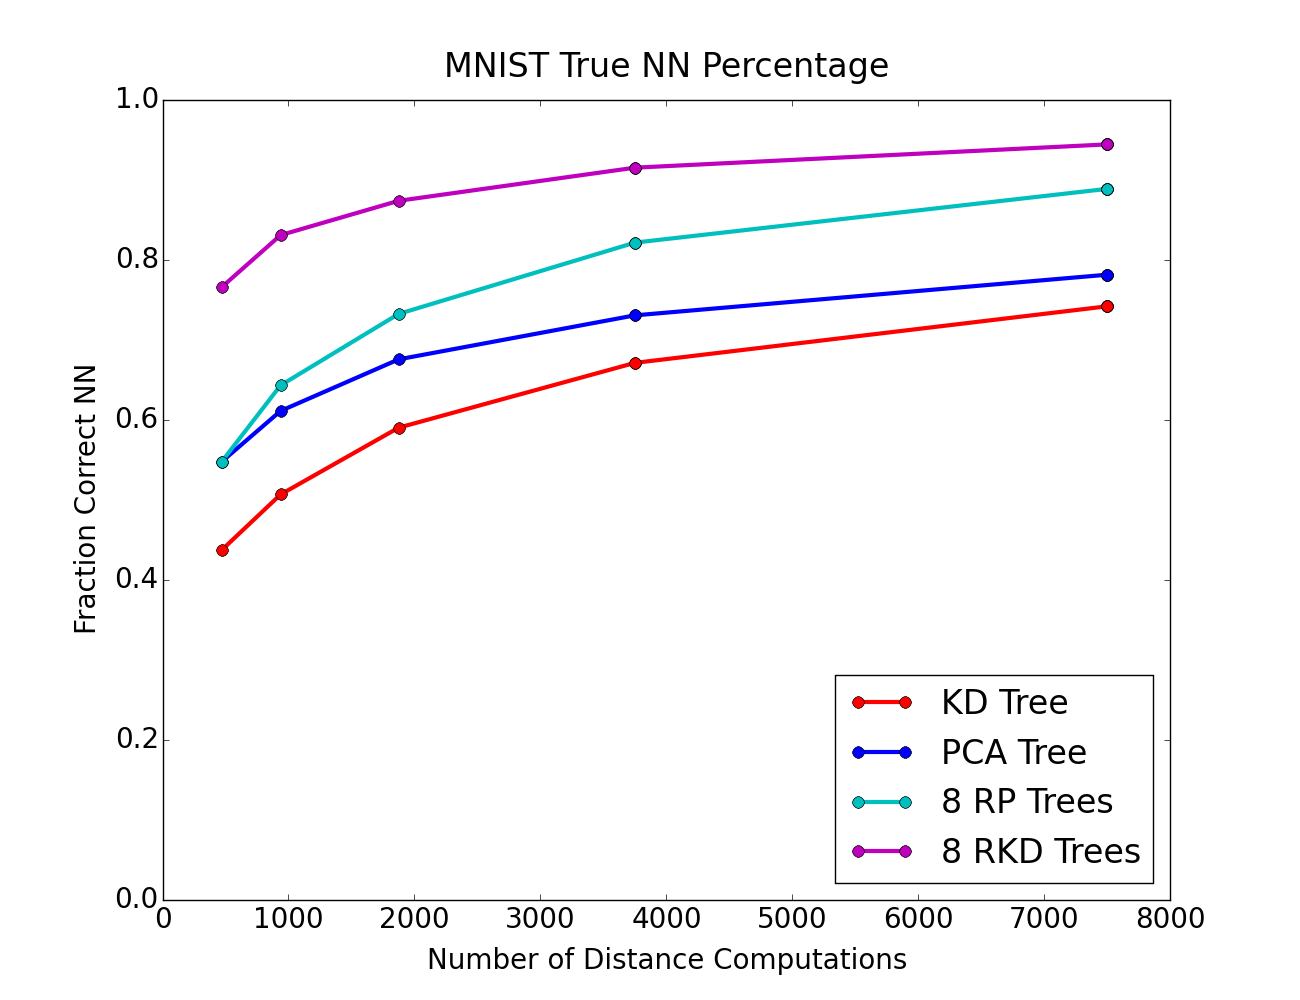 MNIST True NN Percentage
1.0
0.8
0.6
0.4
0.2
0.0
Fraction Correct NN
KD Tree
PCA Tree
8 RP Trees
8 RKD Trees
0 1000 2000 3000 4000 5000 6000 7000 8000
Number of Distance Computations